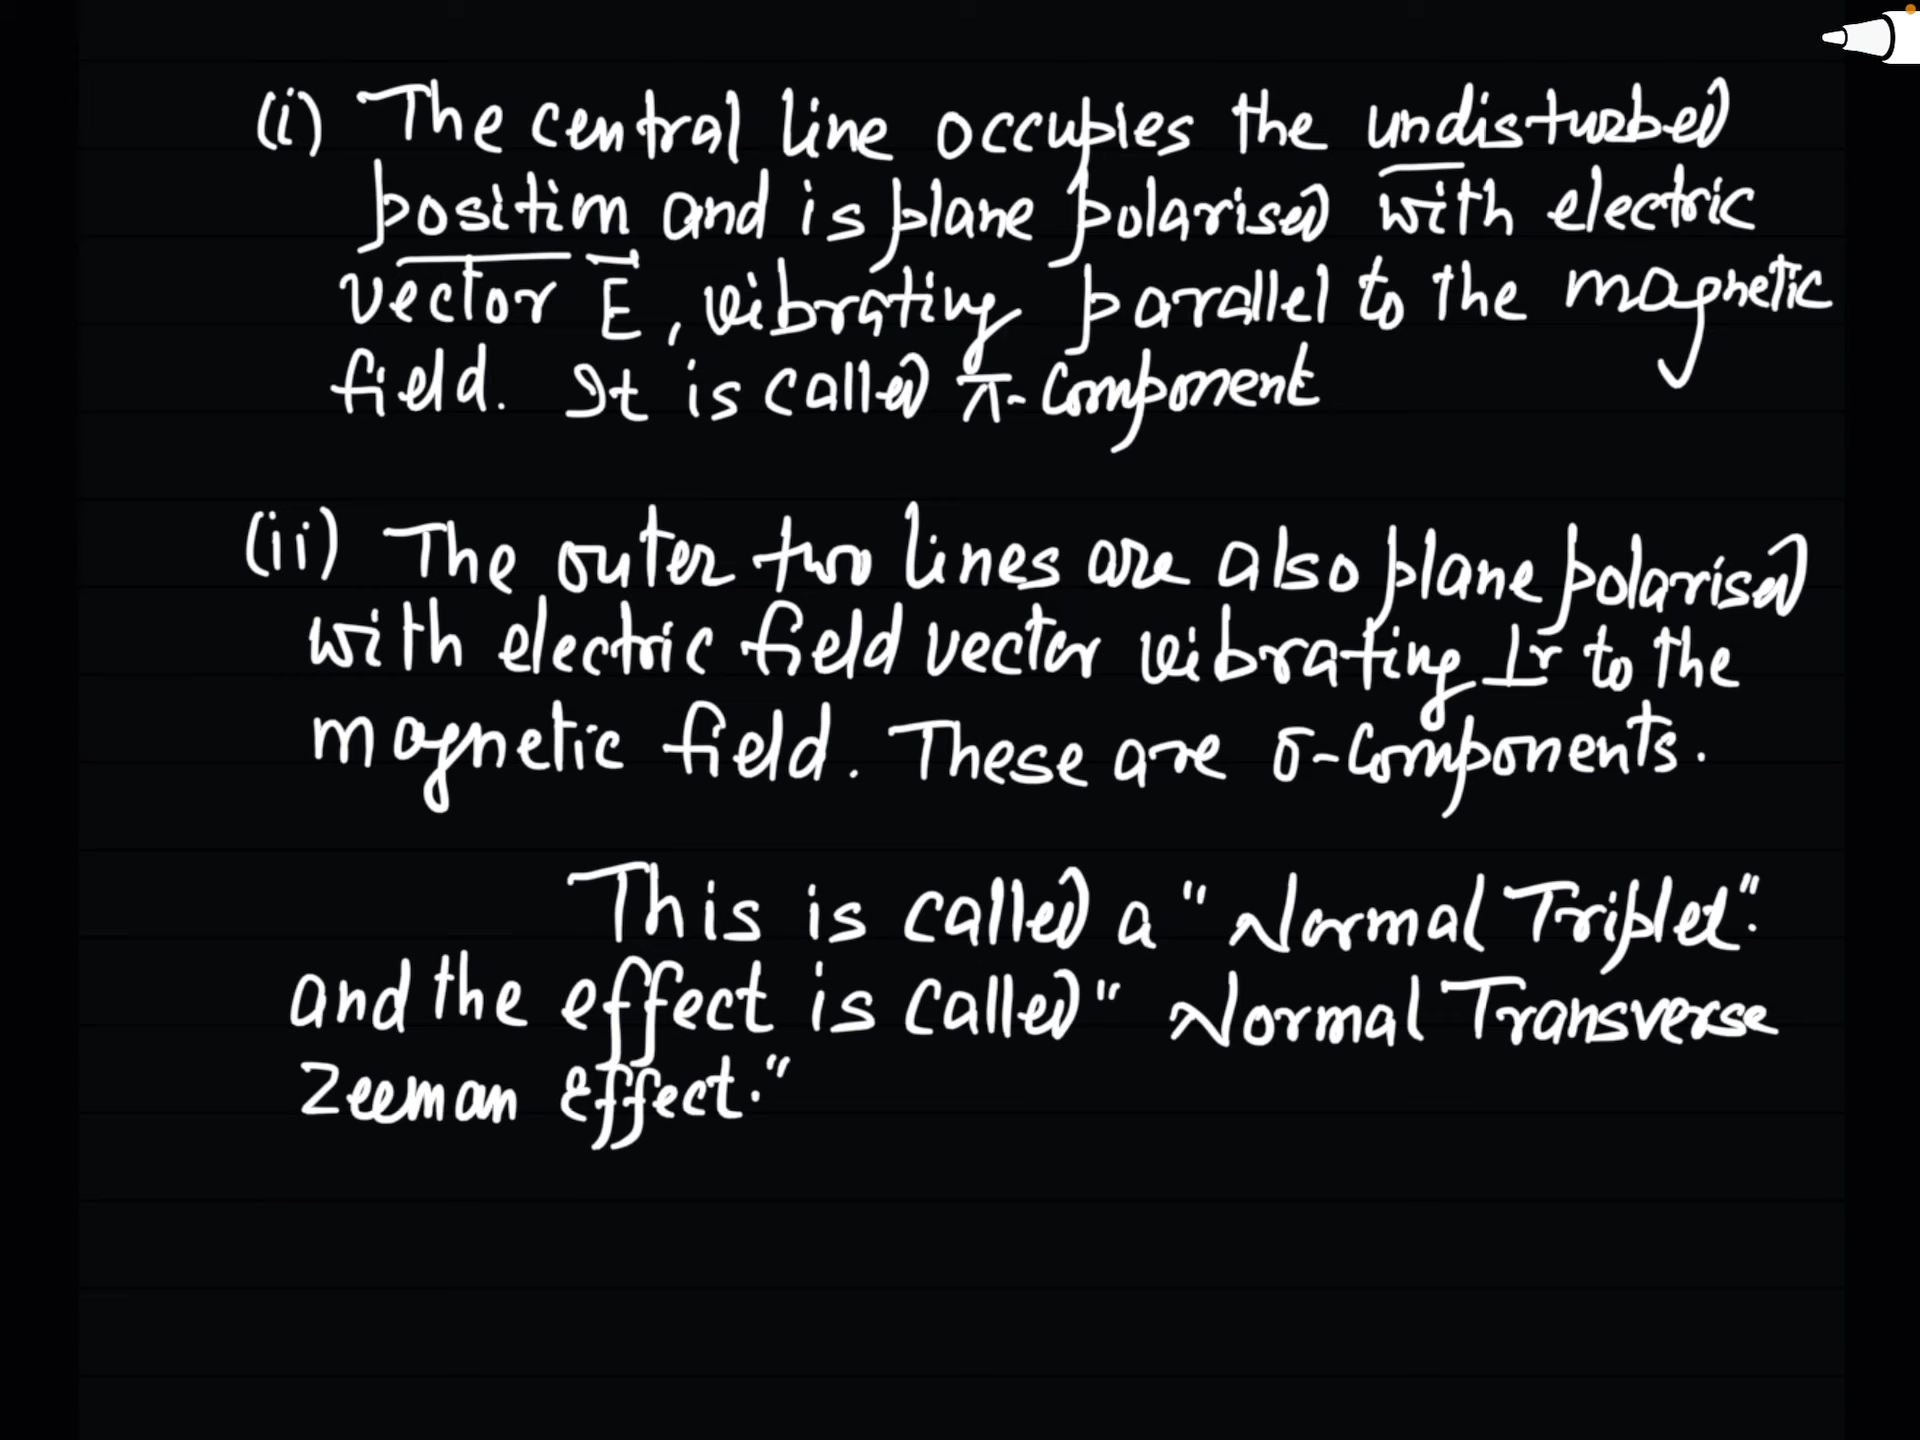 (i) The central line occupies the undisturbed
position and is plane polarised with electric
vector E, vibrating parallel to the magnetic
field. It is called π-Component
(ii) The outer two lines are also plane polarised
with electric field vector vibrating ⊥r to the
magnetic field. These are σ-Components.
This is called a "Normal Triplet".
and the effect is called "Normal Transverse
Zeeman effect."